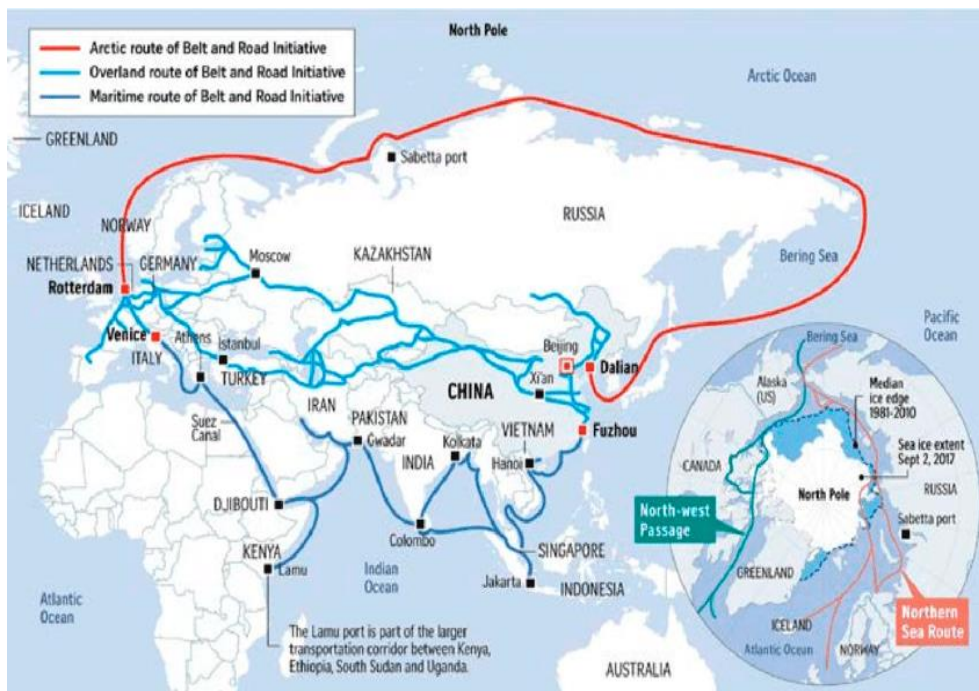 North Pole
Arctic route of Belt and Road Initiative
Overland route of Belt and Road Initiative
Maritime route of Belt and Road Initiative
Arctic Ocean
GREENLAND
Sabetta port
ICELAND
NORWAY
RUSSIA
Moscow
KAZAKHSTAN
Bering Sea
NETHERLANDS
GERMANY
Rotterdam
Pacific
Ocean
Venice
Athens
Istanbul
ITALY
TURKEY
Beijing
Dalian
Xi'an
CHINA
IRAN
PAKISTAN
Suez
Canal
Gwadar
Kolkata
VIETNAM
Fuzhou
INDIA
Hanoi
DJIBOUTI
Colombo
SINGAPORE
KENYA
Lamu
Indian
Ocean
Jakarta
INDONESIA
Atlantic
Ocean
The Lamu port is part of the larger
transportation corridor between Kenya,
Ethiopia, South Sudan and Uganda.
AUSTRALIA
Bering Sea
Alaska
(US)
Median
ice edge
1981-2010
Sea ice extent
Sept 2, 2017
CANADA
North Pole
RUSSIA
North-west
Passage
Sabetta port
GREENLAND
Northern
Sea Route
ICELAND
Atlantic Ocean
NORWAY